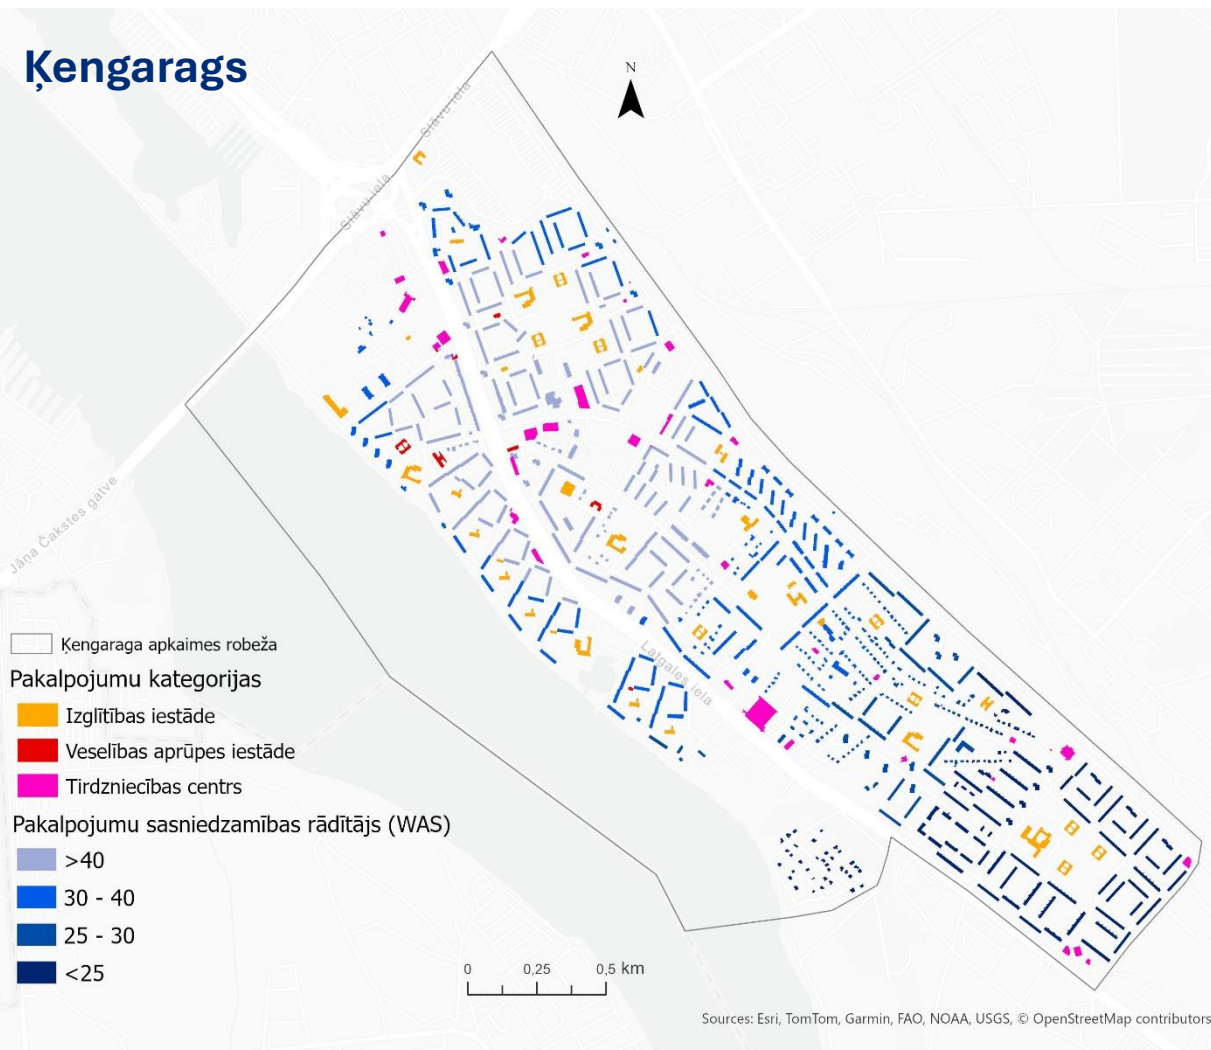 Ķengarags
N
Slāvu iela
Slāvu iela
Jāņa Čakstes gatve
Latgales iela
Ķengaraga apkaimes robeža
Pakalpojumu kategorijas
Izglītības iestāde
Veselības aprūpes iestāde
Tirdzniecības centrs
Pakalpojumu sasniedzamības rādītājs (WAS)
>40
30 - 40
25 - 30
<25
0 0,25 0,5 km
Sources: Esri, TomTom, Garmin, FAO, NOAA, USGS, © OpenStreetMap contributors